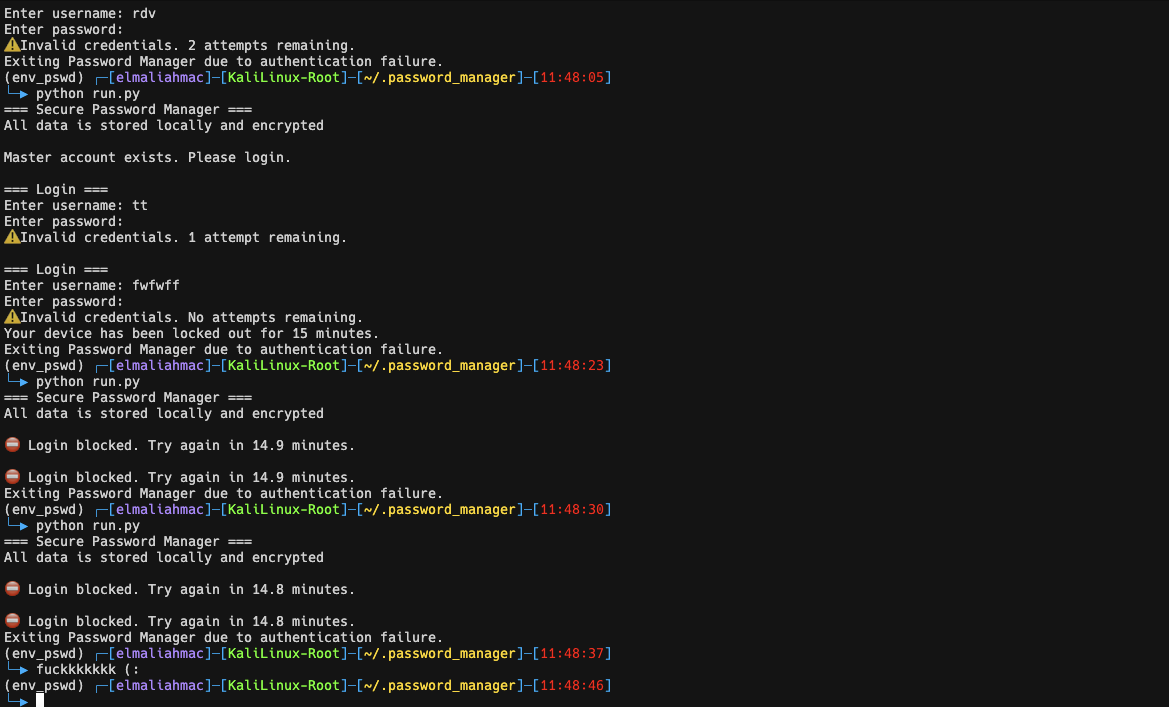 Enter username: rdv
Enter password:
⚠Invalid credentials. 2 attempts remaining.
Exiting Password Manager due to authentication failure.
(env_pswd) ┌─[elmaliahmac]─[KaliLinux-Root]─[~/.password_manager]─[11:48:05]
└─▶ python run.py
=== Secure Password Manager ===
All data is stored locally and encrypted
Master account exists. Please login.
=== Login ===
Enter username: tt
Enter password:
⚠Invalid credentials. 1 attempt remaining.
=== Login ===
Enter username: fwfwff
Enter password:
⚠Invalid credentials. No attempts remaining.
Your device has been locked out for 15 minutes.
Exiting Password Manager due to authentication failure.
(env_pswd) ┌─[elmaliahmac]─[KaliLinux-Root]─[~/.password_manager]─[11:48:23]
└─▶ python run.py
=== Secure Password Manager ===
All data is stored locally and encrypted
⛔ Login blocked. Try again in 14.9 minutes.
⛔ Login blocked. Try again in 14.9 minutes.
Exiting Password Manager due to authentication failure.
(env_pswd) ┌─[elmaliahmac]─[KaliLinux-Root]─[~/.password_manager]─[11:48:30]
└─▶ python run.py
=== Secure Password Manager ===
All data is stored locally and encrypted
⛔ Login blocked. Try again in 14.8 minutes.
⛔ Login blocked. Try again in 14.8 minutes.
Exiting Password Manager due to authentication failure.
(env_pswd) ┌─[elmaliahmac]─[KaliLinux-Root]─[~/.password_manager]─[11:48:37]
└─▶ fuckkkkkkk (:
(env_pswd) ┌─[elmaliahmac]─[KaliLinux-Root]─[~/.password_manager]─[11:48:46]
└─▶